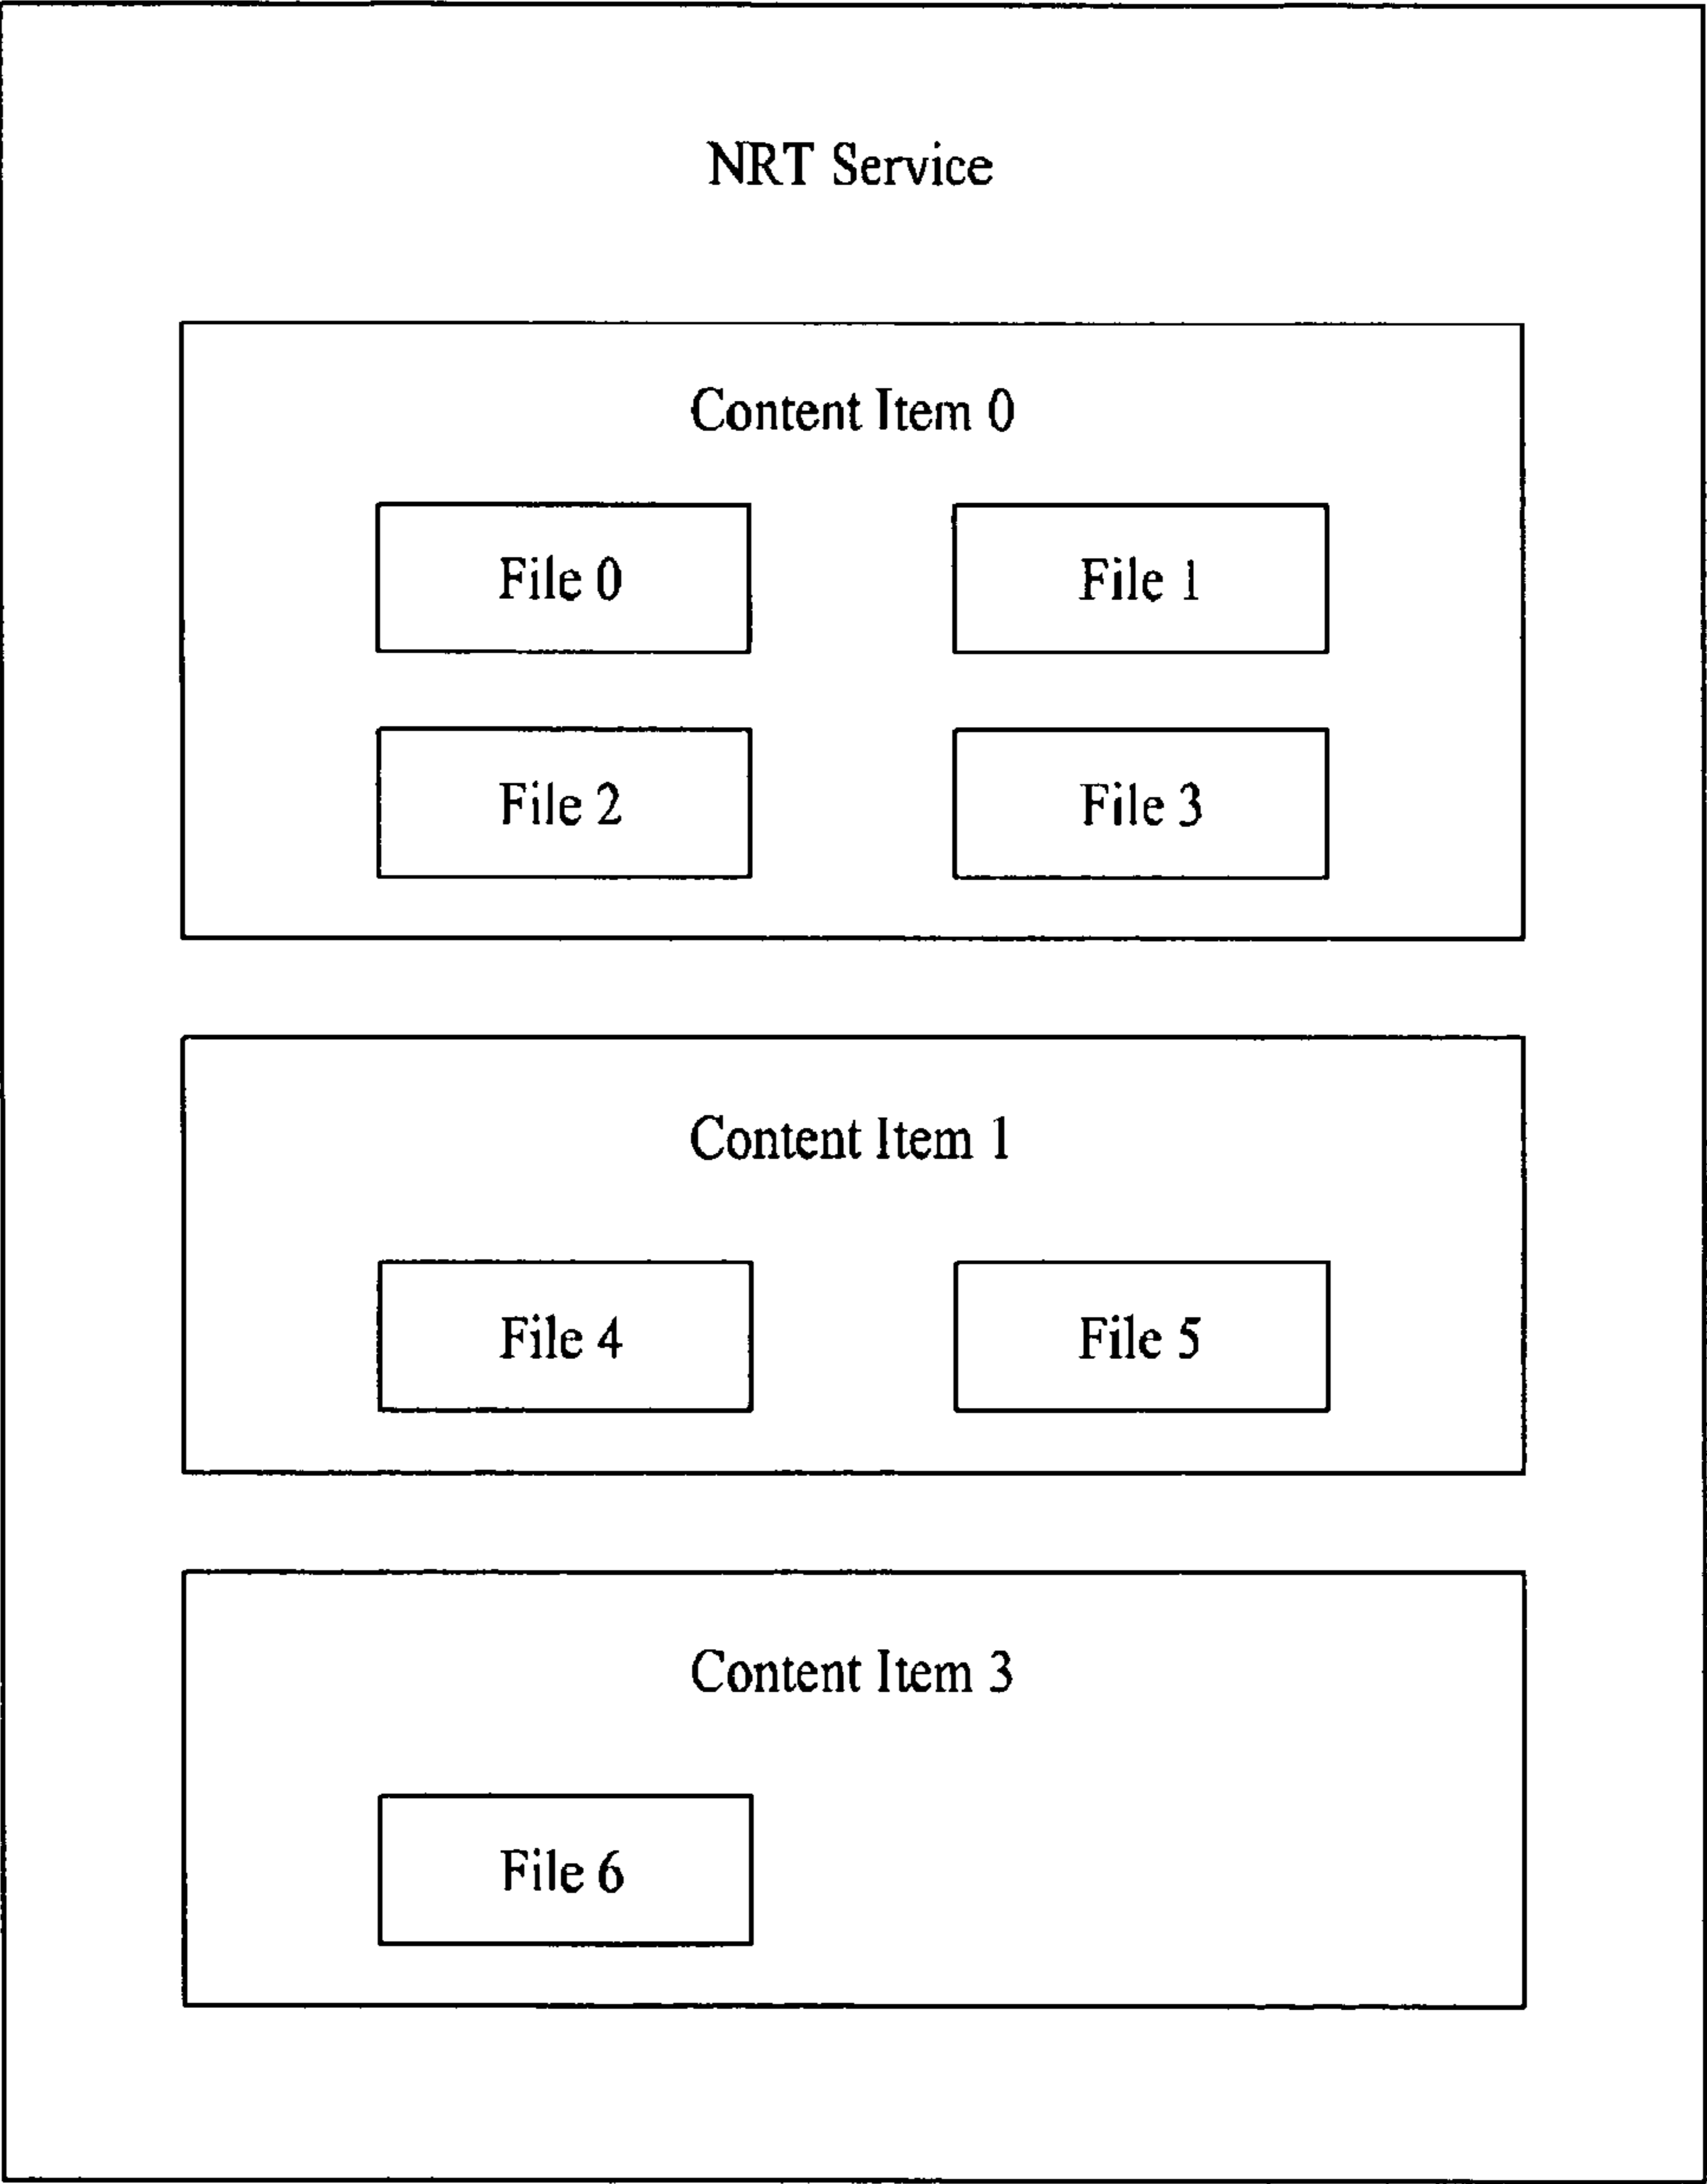 NRT Service
Content Item 0
File 0
File 1
File 2
File 3
Content Item 1
File 4
File 5
Content Item 3
File 6